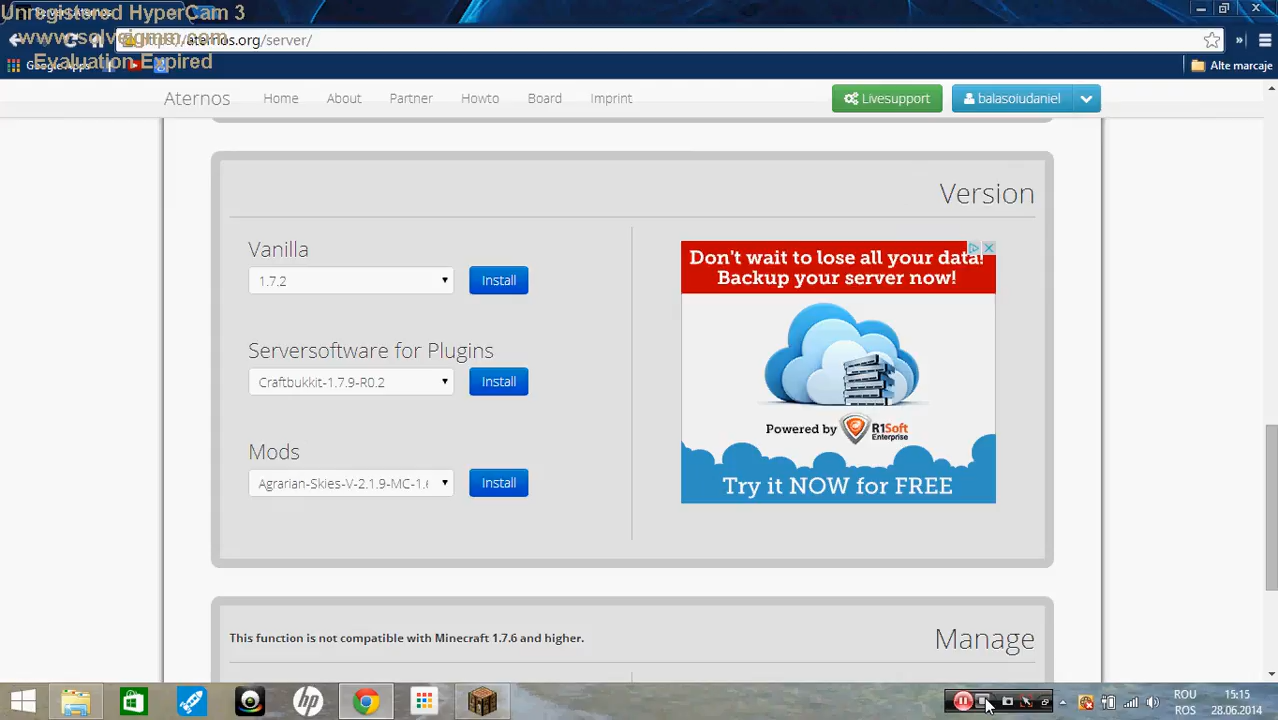 Unregistered HyperCam 3
www.solveigmm.com
Evaluation Expired
aternos.org/server/
Google Apps
Alte marcaje
Aternos Home About Partner Howto Board Imprint Livesupport balasoiudaniel
Version
Vanilla
1.7.2 Install
Serversoftware for Plugins
Craftbukkit-1.7.9-R0.2 Install
Mods
Agrarian-Skies-V-2.1.9-MC-1.6 Install
Don't wait to lose all your data!
Backup your server now!
Powered by R1Soft
Enterprise
Try it NOW for FREE
This function is not compatible with Minecraft 1.7.6 and higher.
Manage
hp
ROU
ROS
15:15
28.06.2014